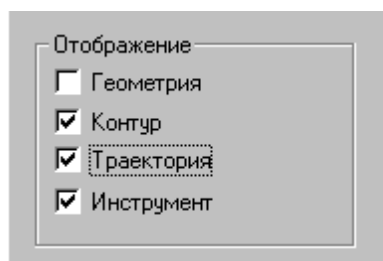 Отображение
Геометрия
Контур
Траектория
Инструмент